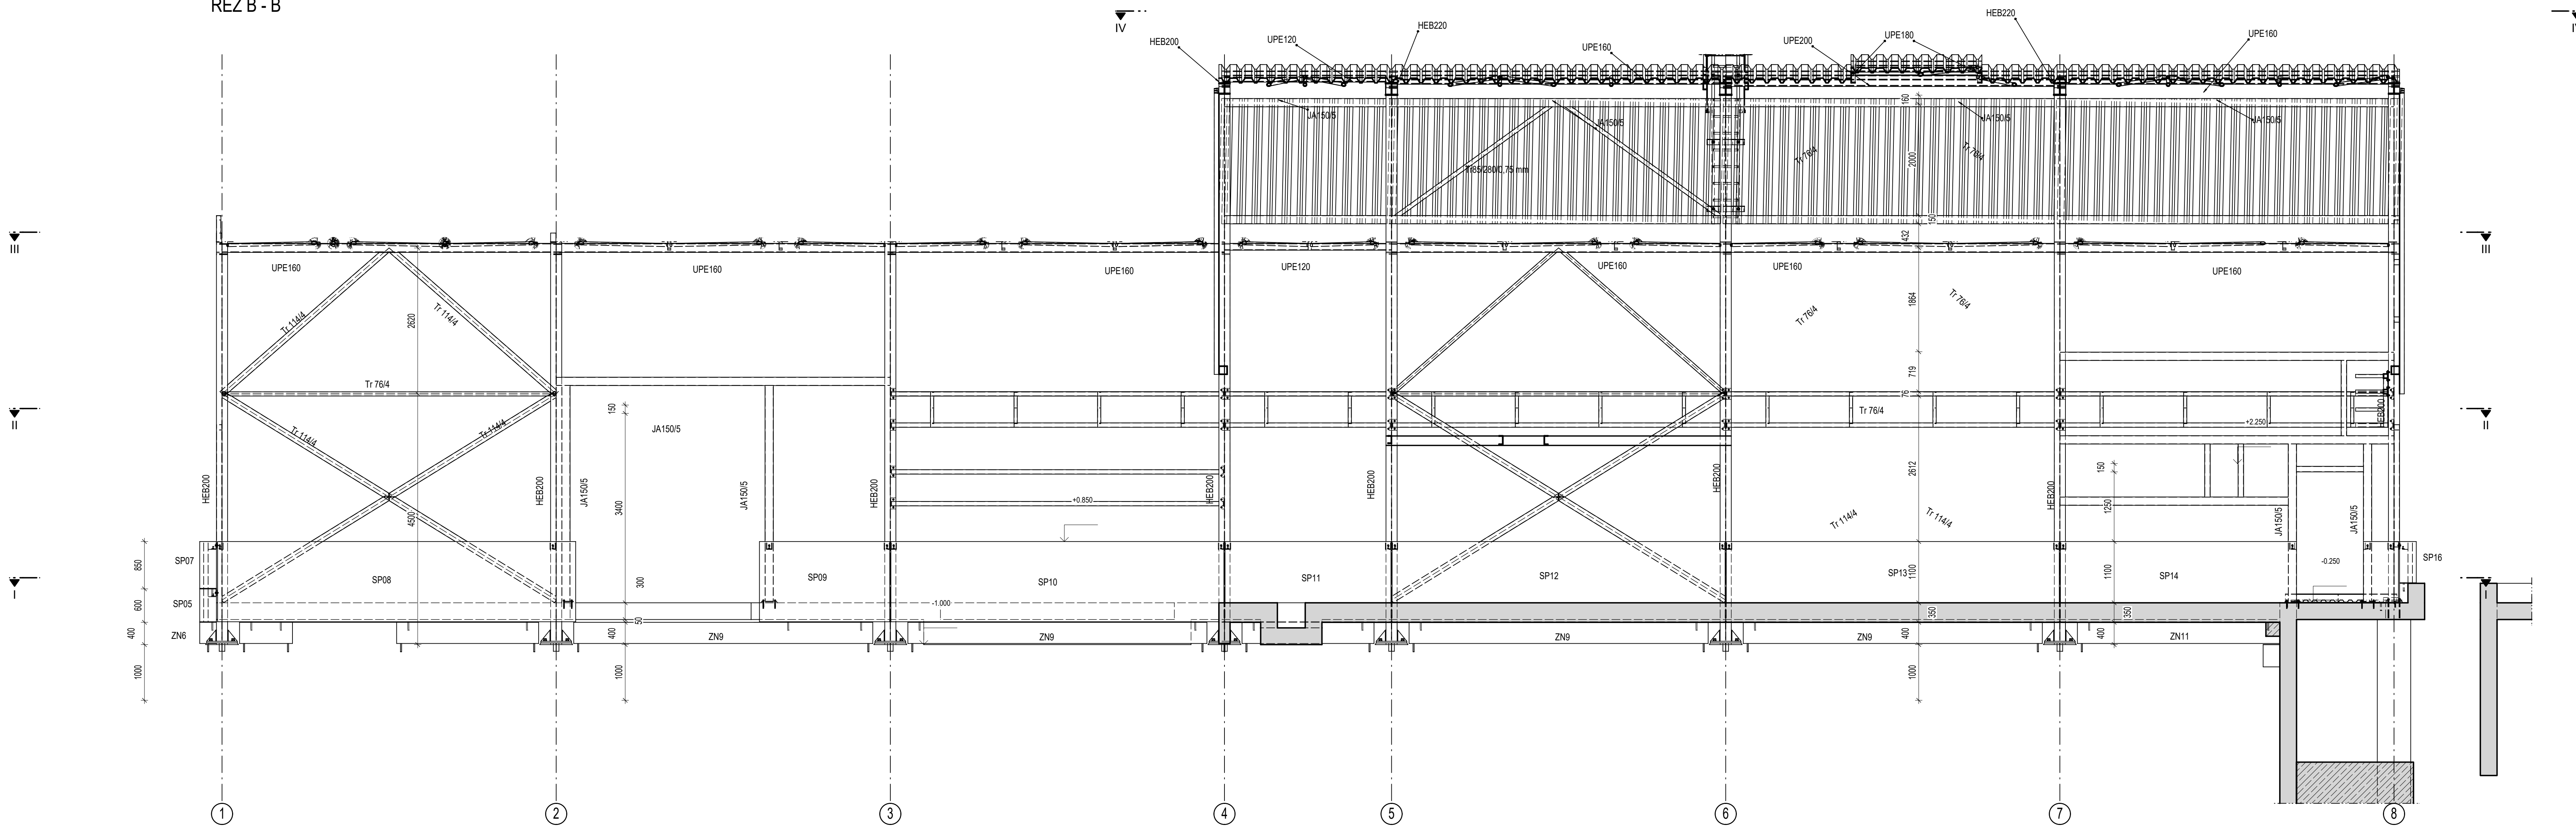 ŘEZ B - B
IV
HEB200
UPE120
HEB220
UPE160
UPE200
UPE180
HEB220
UPE160
JA150/5
JA150/5
JA150/5
JA150/5
160
Tr 76/4
Tr 76/4
2000
Tr85/280/0,75 mm
150
432
III
III
UPE160
UPE160
UPE160
UPE120
UPE160
UPE160
UPE160
Tr 114/4
Tr 114/4
2620
Tr 76/4
Tr 76/4
1864
719
Tr 76/4
76
Tr 76/4
HEB200
II
II
150
JA150/5
+2.250
Tr 114/4
Tr 114/4
HEB200
HEB200
JA150/5
3400
JA150/5
HEB200
+0.850
HEB200
HEB200
HEB200
2612
HEB200
150
1250
JA150/5
JA150/5
4500
Tr 114/4
Tr 114/4
850
SP07
SP08
300
SP09
SP10
SP11
SP12
SP13
1100
1100
SP14
-0.250
SP16
I
I
600
SP05
-1.000
350
350
50
400
ZN6
400
ZN9
ZN9
ZN9
ZN9
400
400
ZN11
1000
1000
1000
1
2
3
4
5
6
7
8